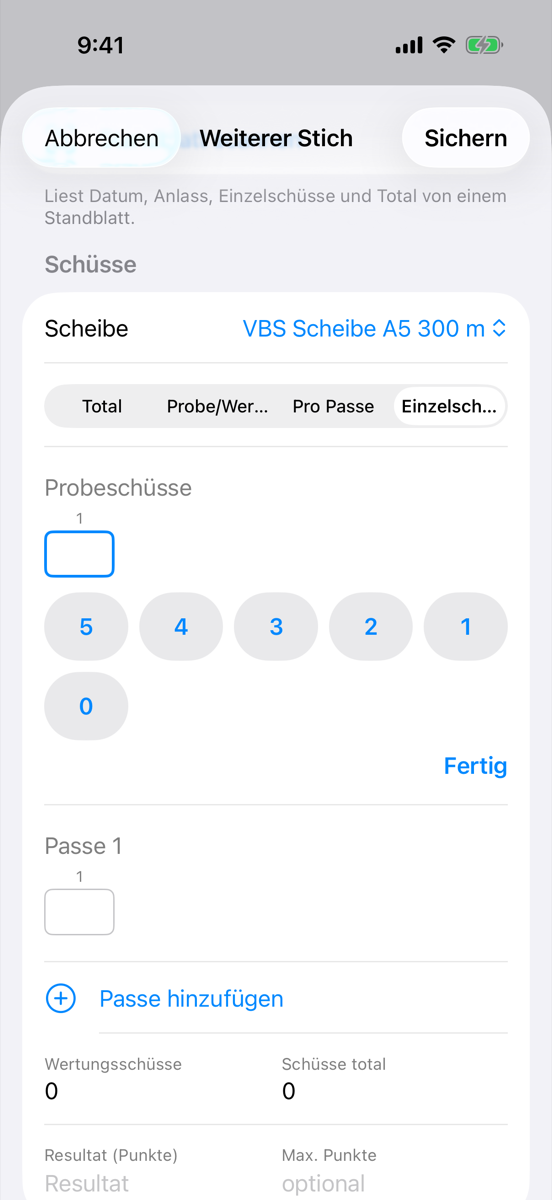 9:41
Abbrechen Weiterer Stich Sichern
Liest Datum, Anlass, Einzelschüsse und Total von einem
Standblatt.
Schüsse
Scheibe VBS Scheibe A5 300 m
Total Probe/Wer... Pro Passe Einzelsch...
Probeschüsse
1
5 4 3 2 1
0
Fertig
Passe 1
1
Passe hinzufügen
Wertungsschüsse Schüsse total
0 0
Resultat (Punkte) Max. Punkte
Resultat optional